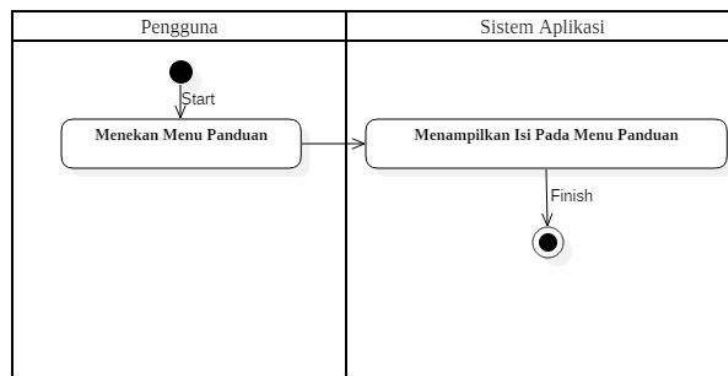 Pengguna
Sistem Aplikasi
Start
Menekan Menu Panduan
Menampilkan Isi Pada Menu Panduan
Finish